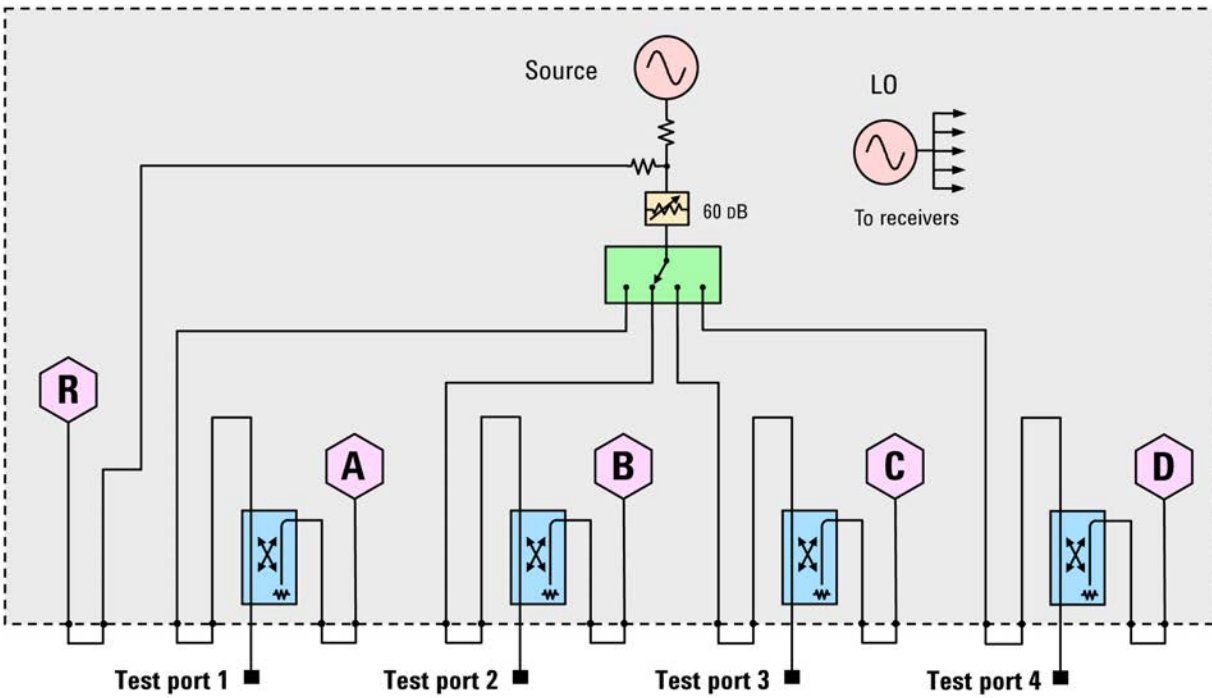 Source
LO
60 dB
To receivers
R
A
B
C
D
Test port 1
Test port 2
Test port 3
Test port 4